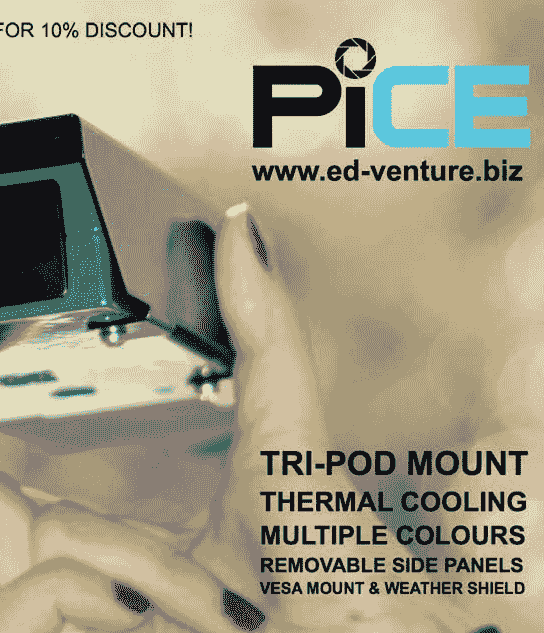 FOR 10% DISCOUNT!
PiCE
www.ed-venture.biz
TRI-POD MOUNT
THERMAL COOLING
MULTIPLE COLOURS
REMOVABLE SIDE PANELS
VESA MOUNT & WEATHER SHIELD